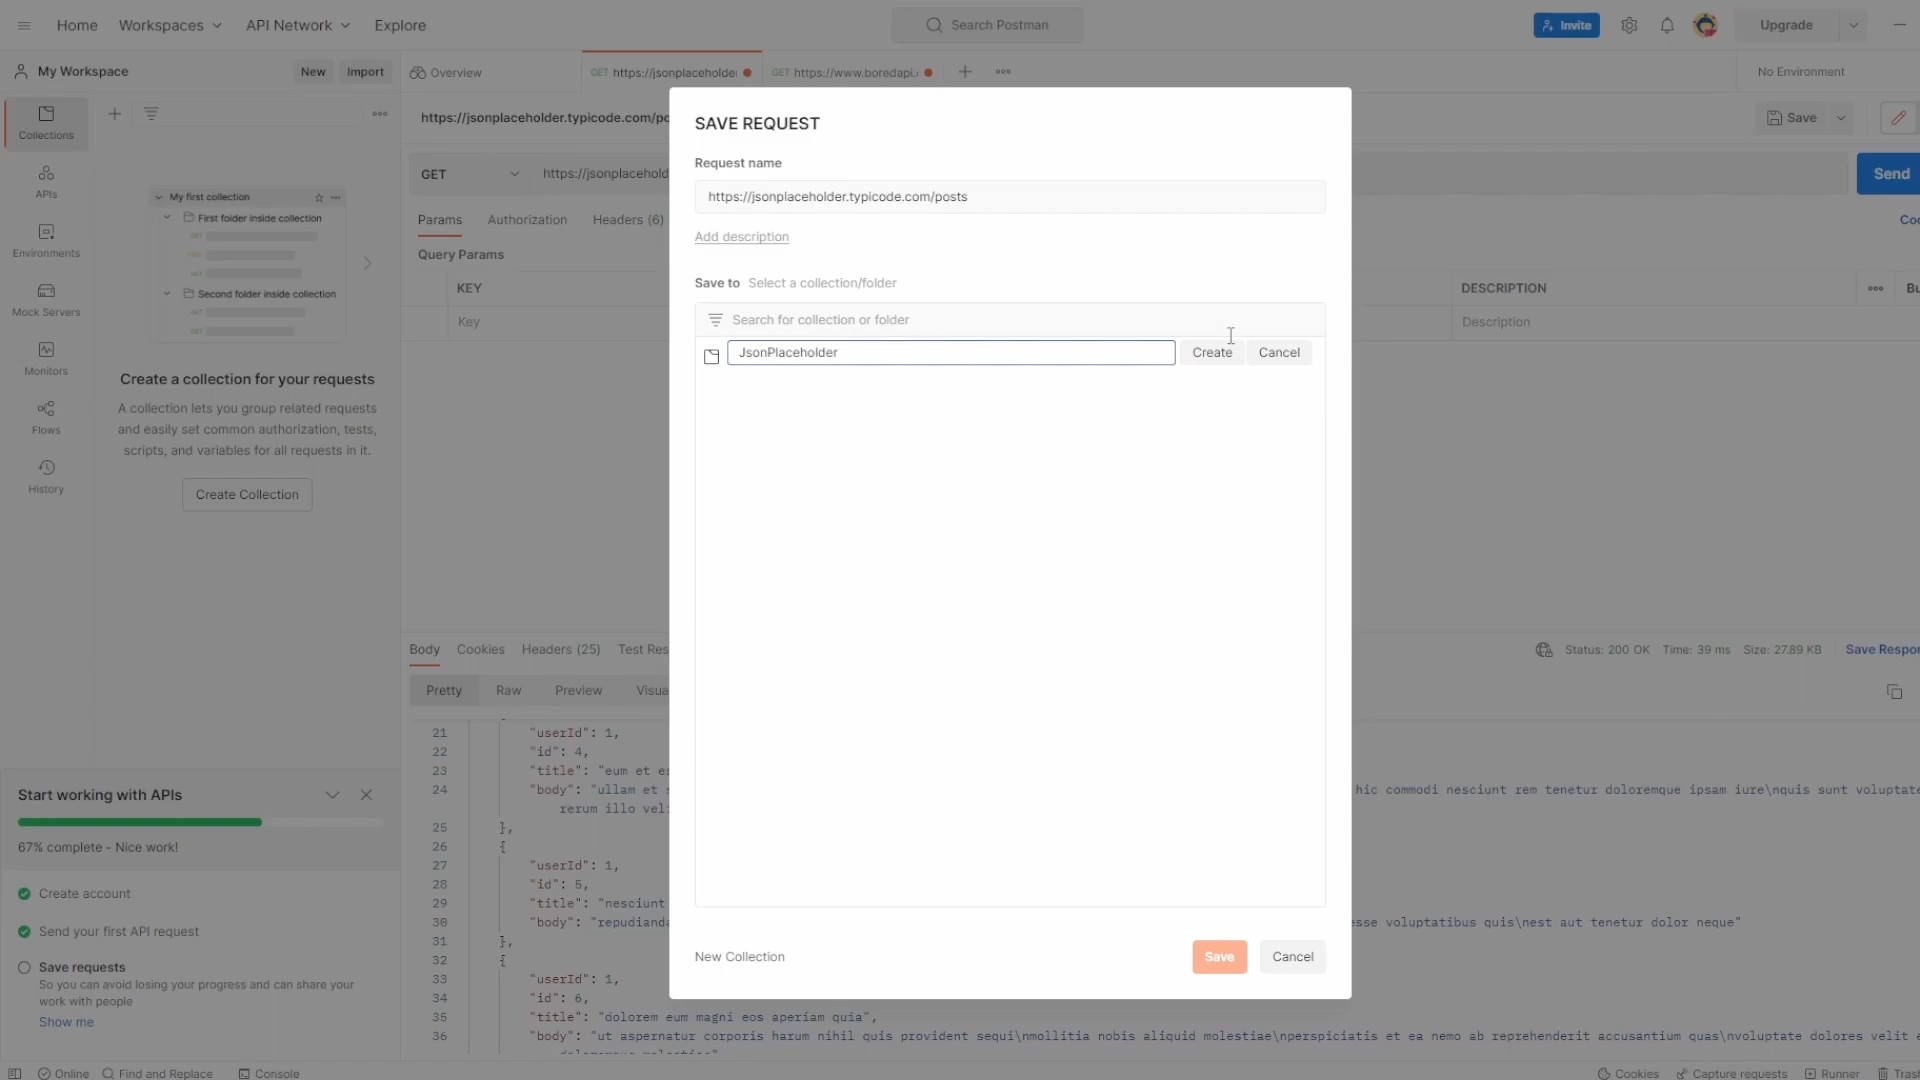 Home Workspaces API Network Explore Search Postman Invite Upgrade
My Workspace New Import Overview GET https://jsonplaceholder GET https://www.boredapi. No Environment
Collections
APIs
Environments
Mock Servers
Monitors
Flows
History
My first collection
First folder inside collection
GET
GET
Second folder inside collection
GET
GET
Create a collection for your requests
A collection lets you group related requests
and easily set common authorization, tests,
scripts, and variables for all requests in it.
Create Collection
Start working with APIs
67% complete - Nice work!
Create account
Send your first API request
Save requests
So you can avoid losing your progress and can share your
work with people
Show me
https://jsonplaceholder.typicode.com/po Save
GET https://jsonplacehold Send
Params Authorization Headers (6)
Query Params
KEY DESCRIPTION
Key Description
SAVE REQUEST
Request name
https://jsonplaceholder.typicode.com/posts
Add description
Save to Select a collection/folder
Search for collection or folder
JsonPlaceholder Create Cancel
New Collection Save Cancel
Body Cookies Headers (25) Test Res Status: 200 OK Time: 39 ms Size: 27.89 KB Save Respon
Pretty Raw Preview Visua
21 "userId": 1,
22 "id": 4,
23 "title": "eum et es
24 "body": "ullam et hic commodi nesciunt rem tenetur doloremque ipsam iure\nquis sunt voluptate
rerum illo veli
25 },
26 {
27 "userId": 1,
28 "id": 5,
29 "title": "nesciunt
30 "body": "repudianda esse voluptatibus quis\nest aut tenetur dolor neque"
31 },
32 {
33 "userId": 1,
34 "id": 6,
35 "title": "dolorem eum magni eos aperiam quia",
36 "body": "ut aspernatur corporis harum nihil quis provident sequi\nmollitia nobis aliquid molestiae\nperspiciatis et ea nemo ab reprehenderit accusantium quas\nvoluptate dolores velit e
Online Find and Replace Console Cookies Capture requests Runner Trash